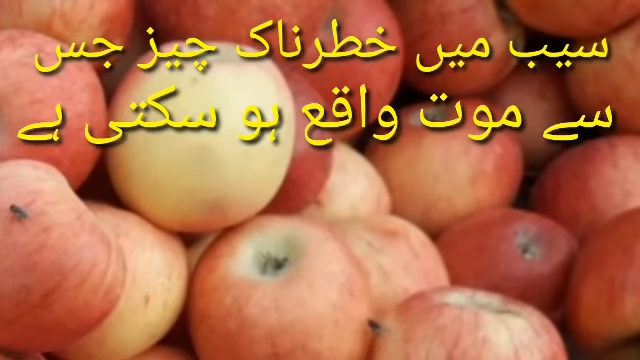 سیب میں خطرناک چیز جس
سے موت واقع ہو سکتی ہے